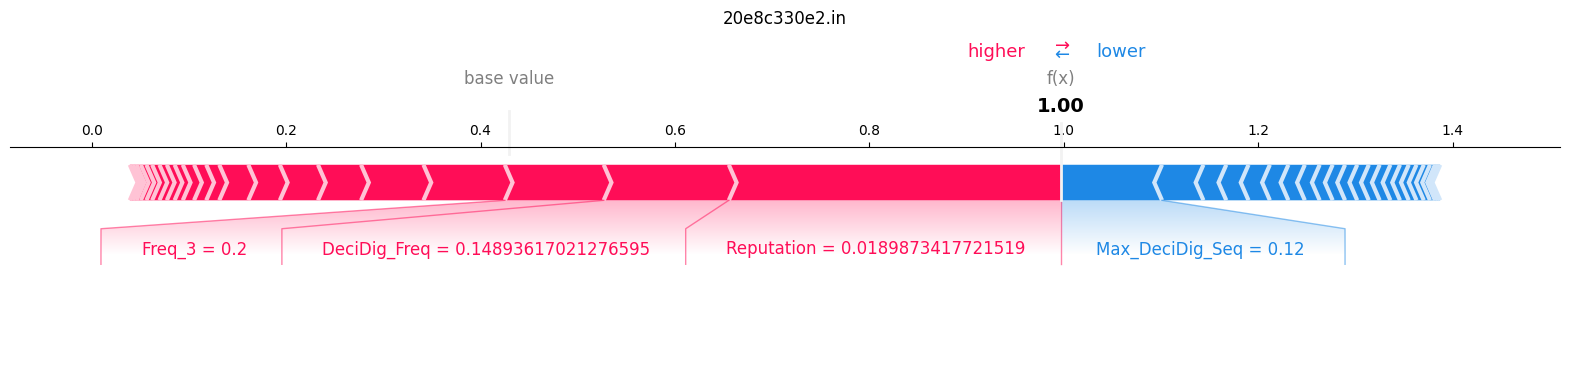 20e8c330e2.in
higher ⇄ lower
base value f(x)
1.00
0.0 0.2 0.4 0.6 0.8 1.0 1.2 1.4
Freq_3 = 0.2 DeciDig_Freq = 0.14893617021276595 Reputation = 0.0189873417721519 Max_DeciDig_Seq = 0.12